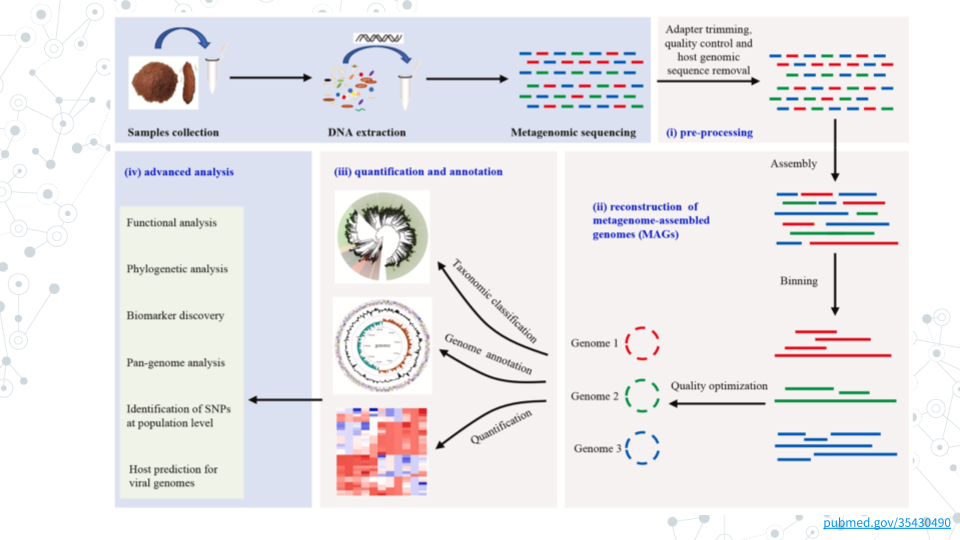 Adapter trimming,
quality control and
host genomic
sequence removal
Samples collection
DNA extraction
Metagenomic sequencing
(i) pre-processing
Assembly
(iv) advanced analysis
Functional analysis
Phylogenetic analysis
Biomarker discovery
Pan-genome analysis
Identification of SNPs
at population level
Host prediction for
viral genomes
(iii) quantification and annotation
Taxonomic classification
Genome annotation
Quantification
genome
(ii) reconstruction of
metagenome-assembled
genomes (MAGs)
Binning
Genome 1
Genome 2
Quality optimization
Genome 3
pubmed.gov/35430490